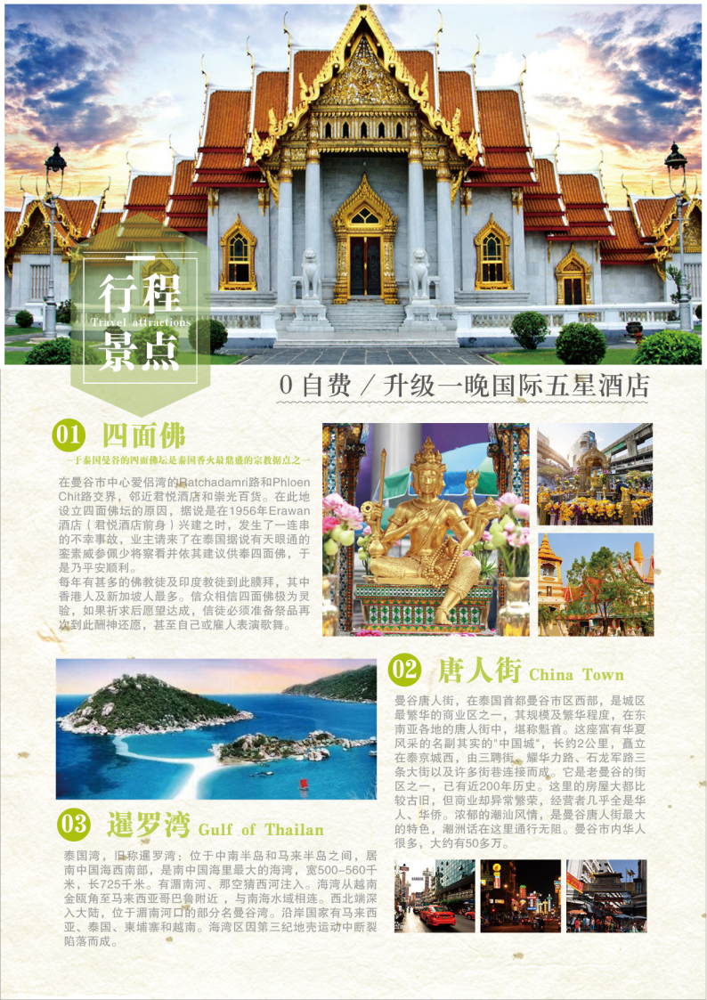 行程
Travel attractions
景点
0自费/升级一晚国际五星酒店
01 四面佛
一于泰国曼谷的四面佛坛是泰国香火最鼎盛的宗教据点之一
在曼谷市中心爱侣湾的Ratchadamri路和Phloen
Chit路交界，邻近君悦酒店和崇光百货。在此地
设立四面佛坛的原因，据说是在1956年Erawan
酒店（君悦酒店前身）兴建之时，发生了一连串
的不幸事故，业主请来了在泰国据说有天眼通的
銮素威参佩少将察看并依其建议供奉四面佛，于
是乃平安顺利。
每年有甚多的佛教徒及印度教徒到此膜拜，其中
香港人及新加坡人最多。信众相信四面佛极为灵
验，如果祈求后愿望达成，信徒必须准备祭品再
次到此酬神还愿，甚至自己或雇人表演歌舞。
02 唐人街 China Town
曼谷唐人街，在泰国首都曼谷市区西部，是城区
最繁华的商业区之一，其规模及繁华程度，在东
南亚各地的唐人街中，堪称魁首。这座富有华夏
风采的名副其实的"中国城"，长约2公里，矗立
在泰京城西，由三聘街、耀华力路、石龙军路三
条大街以及许多街巷连接而成。它是老曼谷的街
区之一，已有近200年历史。这里的房屋大都比
较古旧，但商业却异常繁荣，经营者几乎全是华
人、华侨。浓郁的潮汕风情，是曼谷唐人街最大
的特色，潮洲话在这里通行无阻。曼谷市内华人
很多，大约有50多万。
03 暹罗湾 Gulf of Thailan
泰国湾，旧称暹罗湾；位于中南半岛和马来半岛之间，居
南中国海西南部，是南中国海里最大的海湾，宽500-560千
米，长725千米。有湄南河、那空猜西河注入。海湾从越南
金瓯角至马来西亚哥巴鲁附近，与南海水域相连。西北端深
入大陆，位于湄南河口的部分名曼谷湾。沿岸国家有马来西
亚、泰国、柬埔寨和越南。海湾区因第三纪地壳运动中断裂
陷落而成。